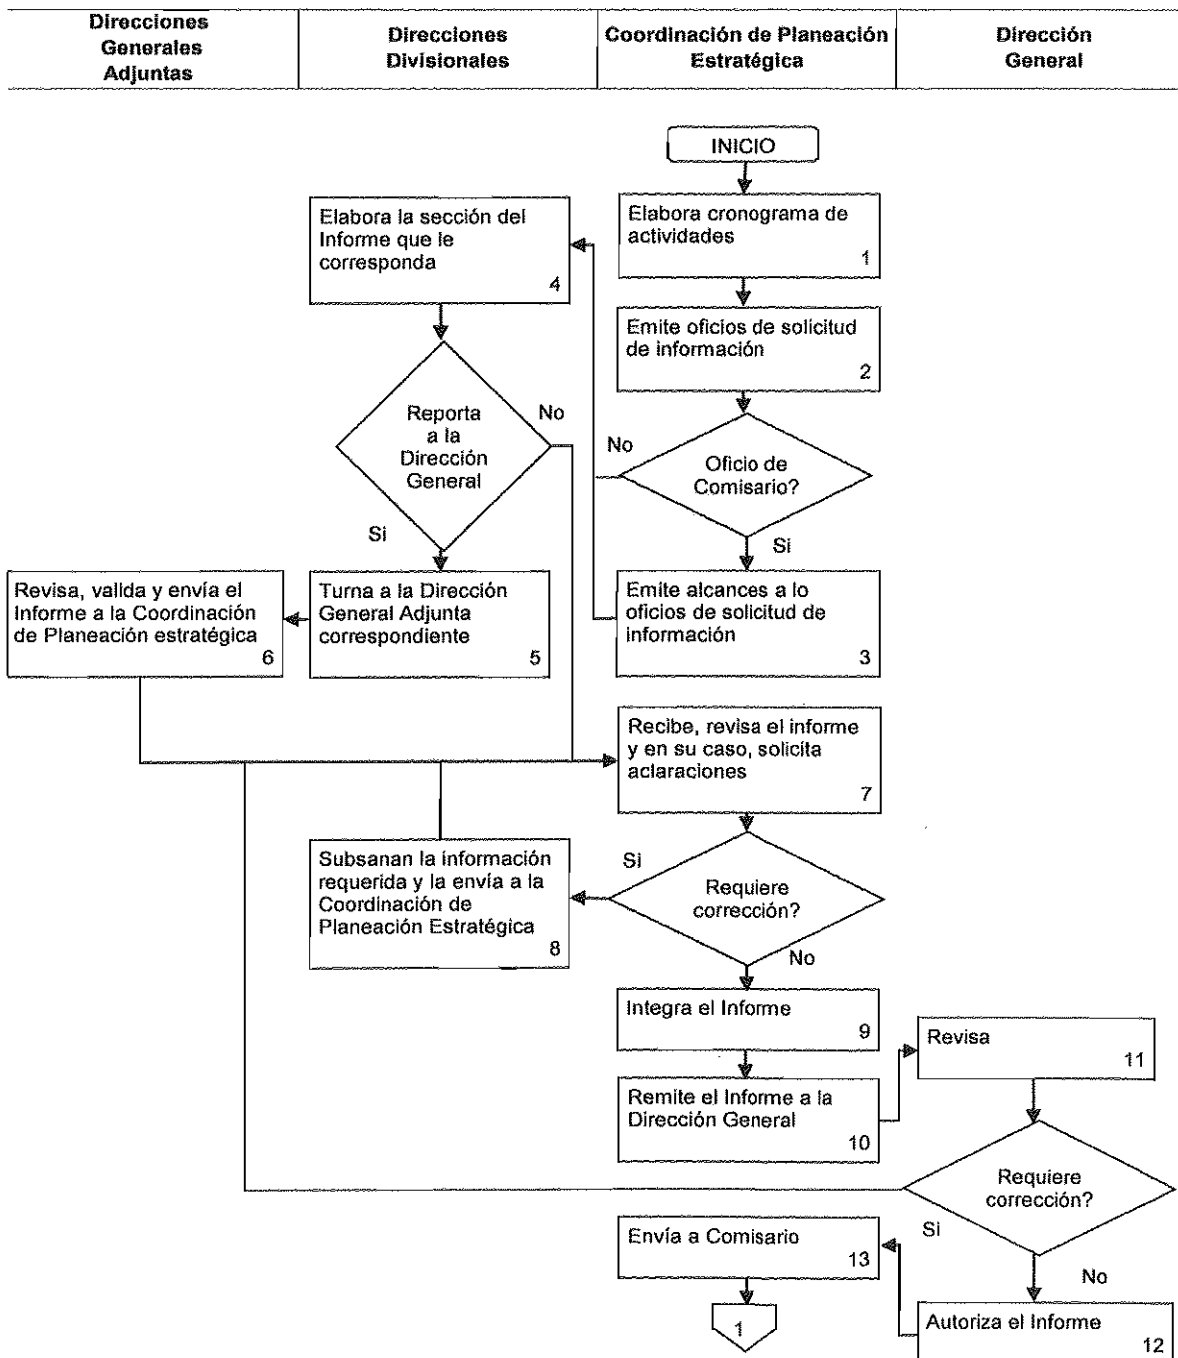 Direcciones
Generales
Adjuntas
Direcciones
Divisionales
Coordinación de Planeación
Estratégica
Dirección
General
INICIO
Elabora cronograma de
actividades
1
Emite oficios de solicitud
de información
2
Oficio de
Comisario?
No
Si
Emite alcances a lo
oficios de solicitud de
información
3
Elabora la sección del
Informe que le
corresponda
4
Reporta
a la
Dirección
General
No
Si
Turna a la Dirección
General Adjunta
correspondiente
5
Revisa, valida y envía el
Informe a la Coordinación
de Planeación estratégica
6
Recibe, revisa el informe
y en su caso, solicita
aclaraciones
7
Requiere
corrección?
Si
No
Subsanan la información
requerida y la envía a la
Coordinación de
Planeación Estratégica
8
Integra el Informe
9
Remite el Informe a la
Dirección General
10
Revisa
11
Requiere
corrección?
Si
No
Autoriza el Informe
12
Envía a Comisario
13
1